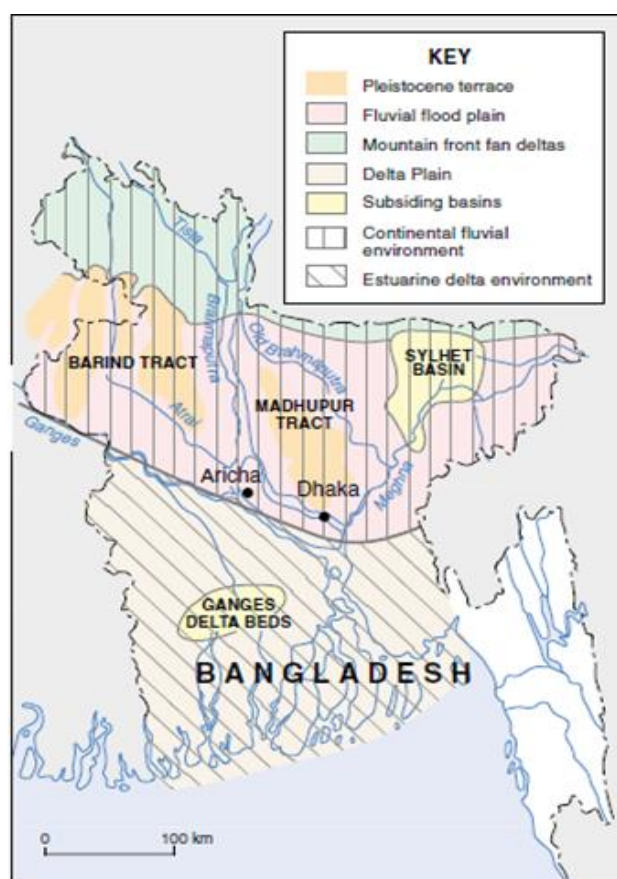 KEY
Pleistocene terrace
Fluvial flood plain
Mountain front fan deltas
Delta Plain
Subsiding basins
Continental fluvial
environment
Estuarine delta environment
Tista
Brahmaputra
Old Brahmaputra
SYLHET
BASIN
BARIND TRACT
Atrai
MADHUPUR
TRACT
Ganges
Meghna
Aricha
Dhaka
GANGES
DELTA BEDS
BANGLADESH
0 100 km